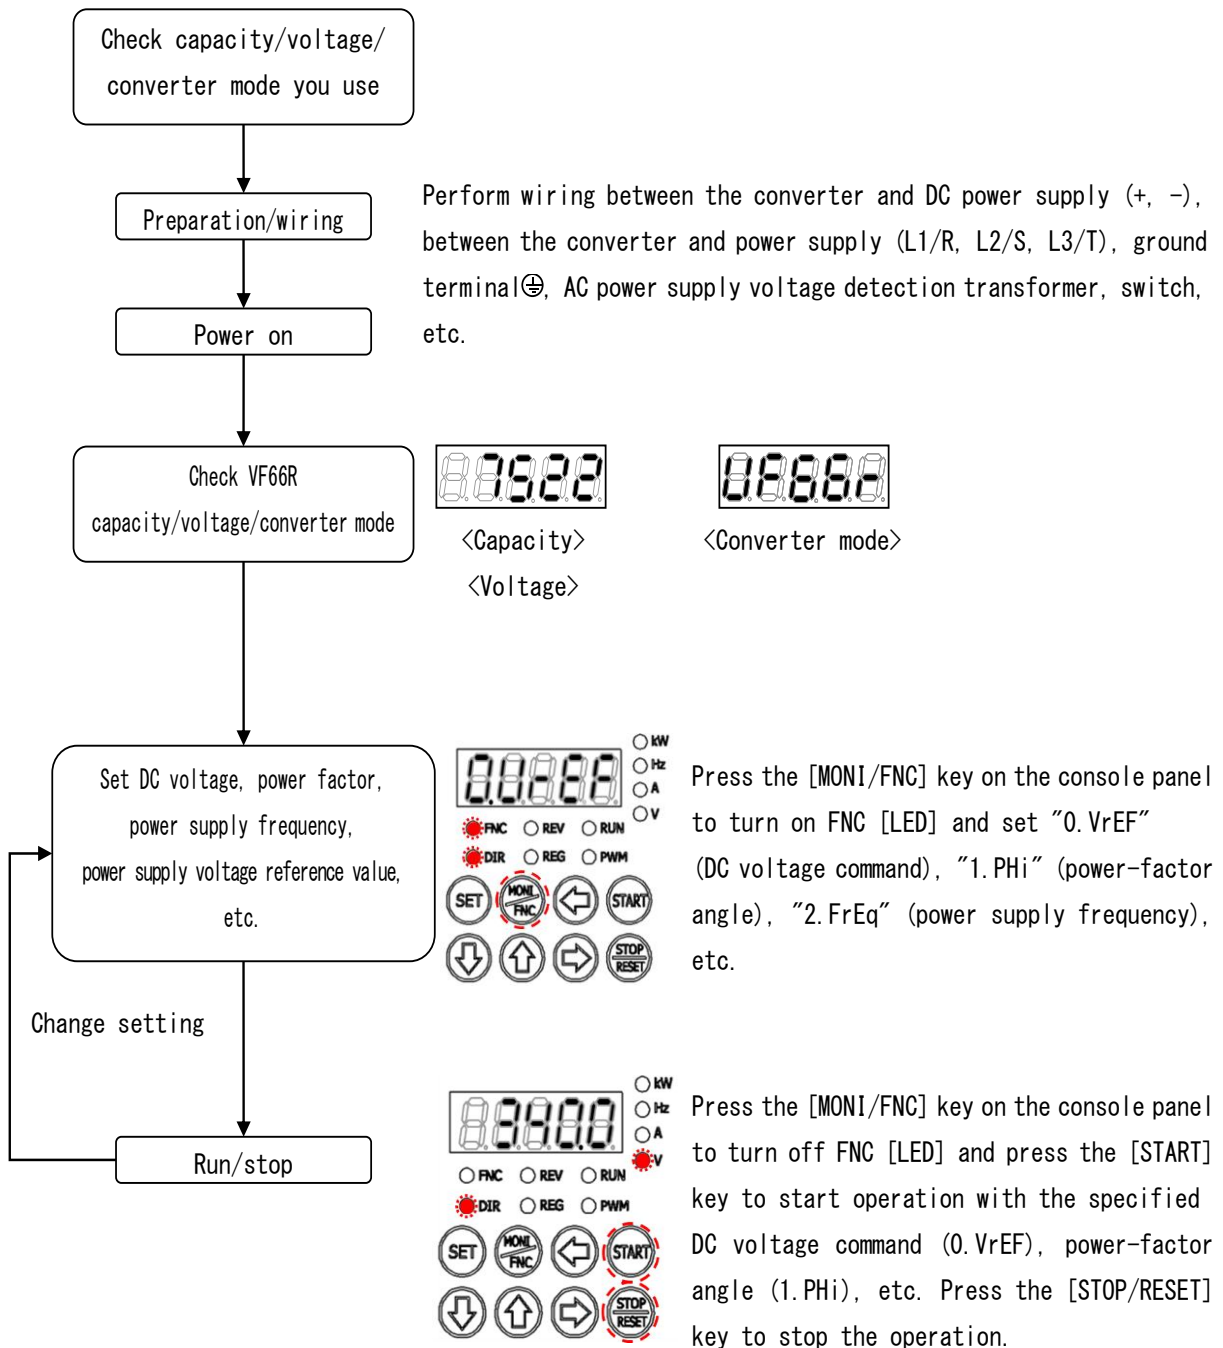 Check capacity/voltage/
converter mode you use
Preparation/wiring
Perform wiring between the converter and DC power supply (+, −),
between the converter and power supply (L1/R, L2/S, L3/T), ground
terminal⏚, AC power supply voltage detection transformer, switch,
etc.
Power on
Check VF66R
capacity/voltage/converter mode
7522
<Capacity>
<Voltage>
UF66r
<Converter mode>
Set DC voltage, power factor,
power supply frequency,
power supply voltage reference value,
etc.
0.UrEF
kW
Hz
A
V
FNC REV RUN
DIR REG PWM
SET MONI/FNC START
STOP/RESET
Press the [MONI/FNC] key on the console panel
to turn on FNC [LED] and set "0.VrEF"
(DC voltage command), "1.PHi" (power-factor
angle), "2.FrEq" (power supply frequency),
etc.
Change setting
Run/stop
340.0
kW
Hz
A
V
FNC REV RUN
DIR REG PWM
SET MONI/FNC START
STOP/RESET
Press the [MONI/FNC] key on the console panel
to turn off FNC [LED] and press the [START]
key to start operation with the specified
DC voltage command (0.VrEF), power-factor
angle (1.PHi), etc. Press the [STOP/RESET]
key to stop the operation.